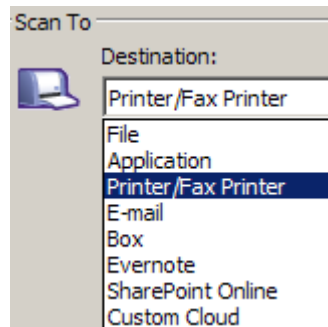 Scan To
Destination:
Printer/Fax Printer
File
Application
Printer/Fax Printer
E-mail
Box
Evernote
SharePoint Online
Custom Cloud